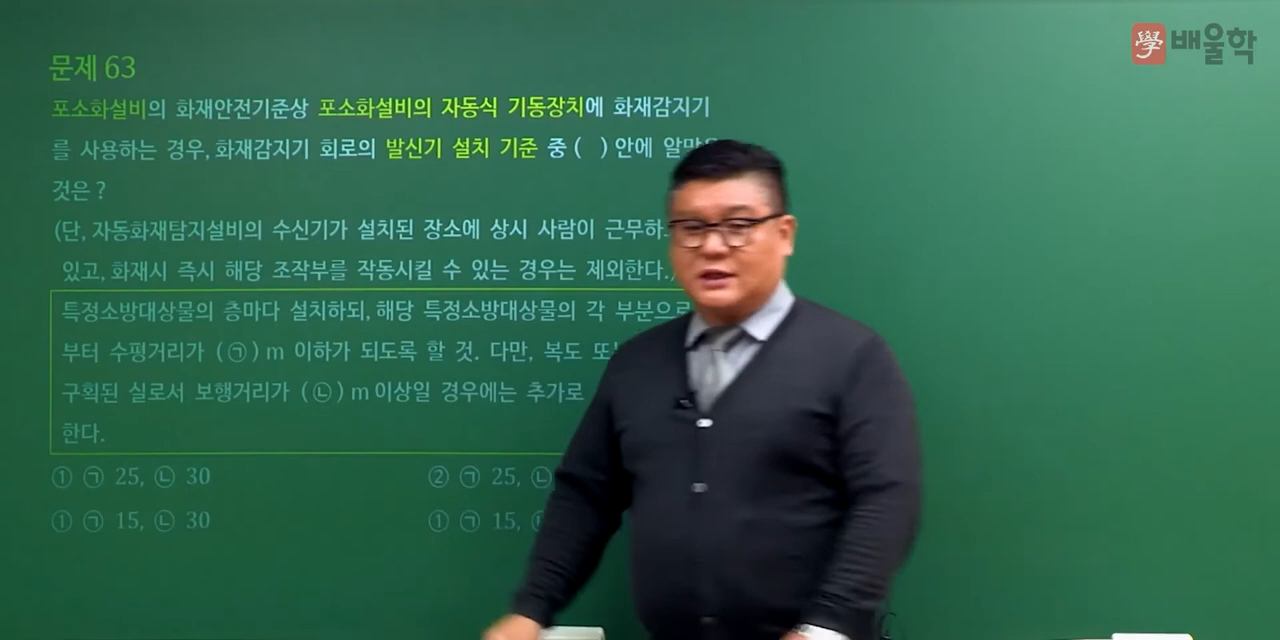 學 배울학
문제 63
포소화설비의 화재안전기준상 포소화설비의 자동식 기동장치에 화재감지기
를 사용하는 경우, 화재감지기 회로의 발신기 설치 기준 중 ( ) 안에
것은 ?
(단, 자동화재탐지설비의 수신기가 설치된 장소에 상시 사람이
있고, 화재시 즉시 해당 조작부를 작동시킬 수 있는 경우는 제외한다.)
특정소방대상물의 층마다 설치하되, 해당 특정소방대상물의 각 부분으로
부터 수평거리가 (㉠) m 이하가 되도록 할 것. 다만, 복도
구획된 실로서 보행거리가 (㉡) m 이상일 경우에는 추가로
한다.
① ㉠ 25, ㉡ 30 ② ㉠ 25, ㉡
① ㉠ 15, ㉡ 30 ① ㉠ 15,